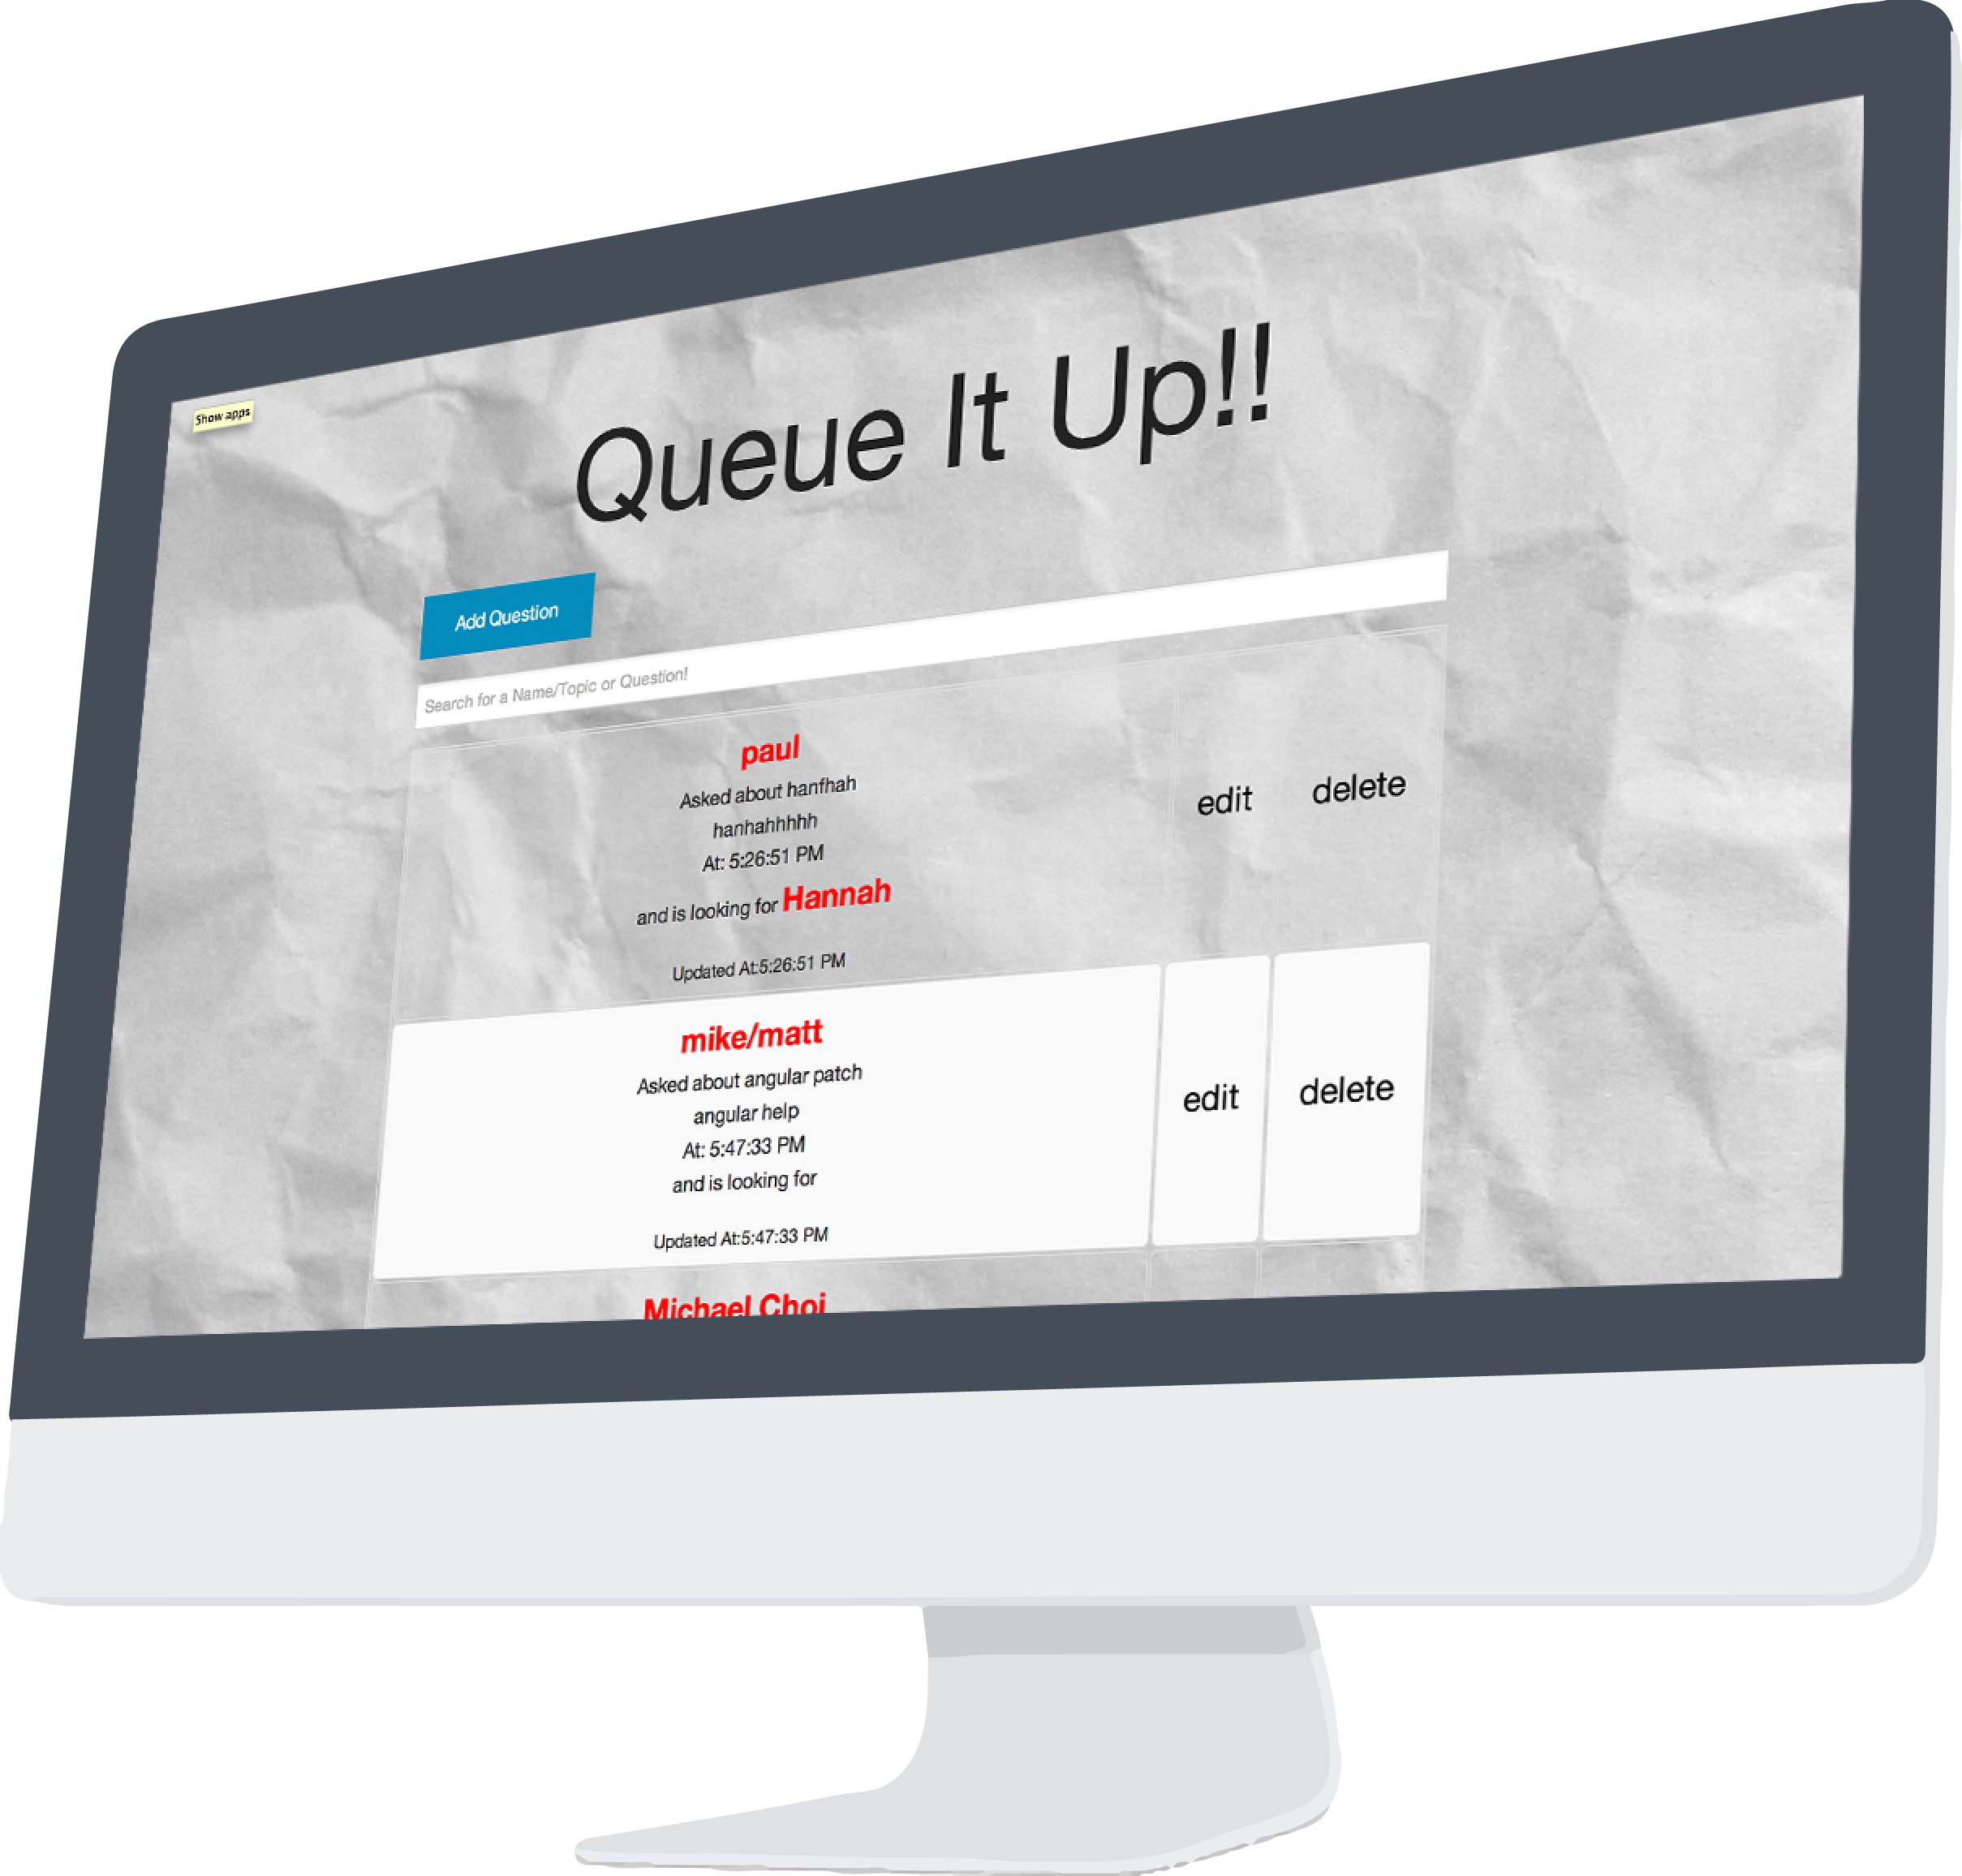 Show apps
Queue It Up!!
Add Question
Search for a Name/Topic or Question!
paul
Asked about hanfhah
hanhahhhhh
At: 5:26:51 PM
and is looking for Hannah
Updated At:5:26:51 PM
edit
delete
mike/matt
Asked about angular patch
angular help
At: 5:47:33 PM
and is looking for
Updated At:5:47:33 PM
edit
delete
Michael Choi